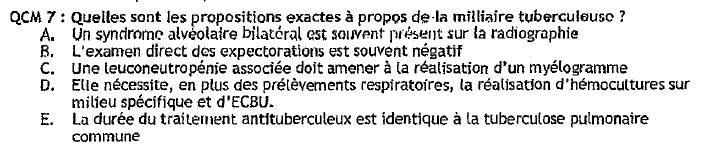 QCM 7 : Quelles sont les propositions exactes à propos de la milliaire tuberculeuse ?
A. Un syndrome alvéolaire bilatéral est souvent présent sur la radiographie
B. L'examen direct des expectorations est souvent négatif
C. Une leuconeutropénie associée doit amener à la réalisation d'un myélogramme
D. Elle nécessite, en plus des prélèvements respiratoires, la réalisation d'hémocultures sur
milieu spécifique et d'ECBU.
E. La durée du traitement antituberculeux est identique à la tuberculose pulmonaire
commune